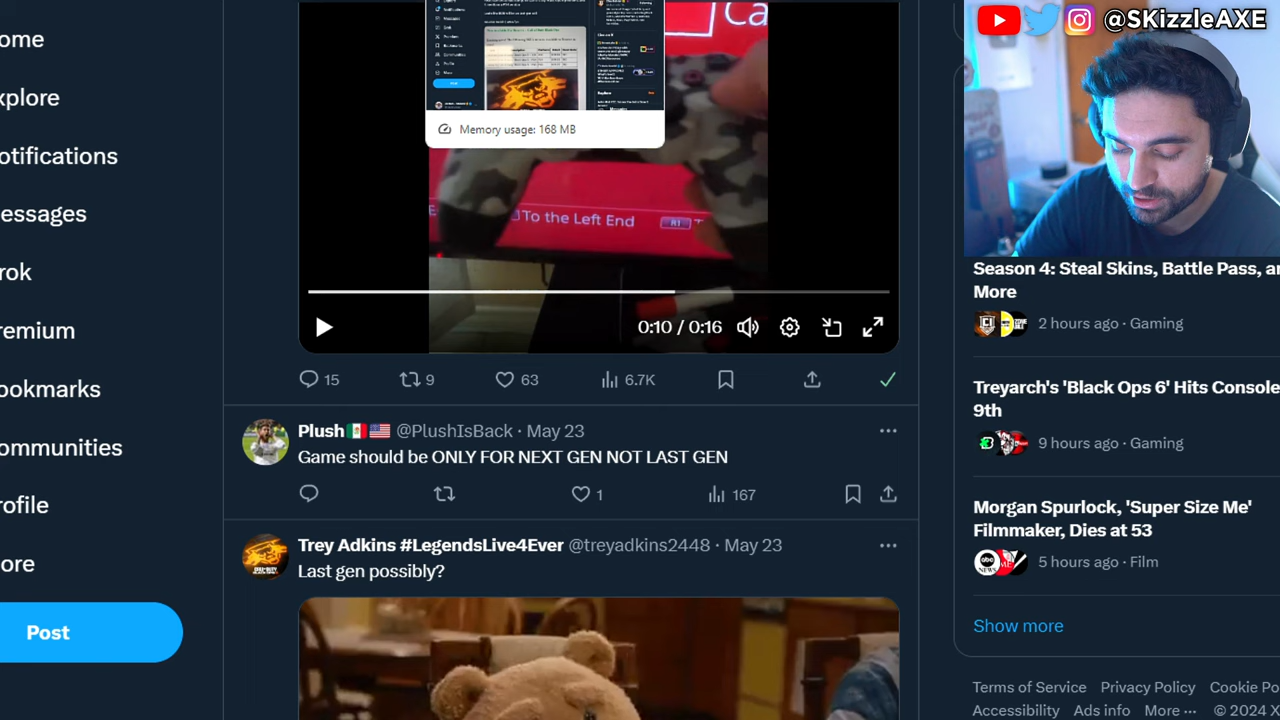 ome
xplore
otifications
essages
rok
remium
ookmarks
ommunities
rofile
ore
Post
Memory usage: 168 MB
Ca
To the Left End
R1
0:10 / 0:16
15
9
63
6.7K
Plush @PlushIsBack · May 23
Game should be ONLY FOR NEXT GEN NOT LAST GEN
1
167
Trey Adkins #LegendsLive4Ever @treyadkins2448 · May 23
Last gen possibly?
@SKizzleAXE
Season 4: Steal Skins, Battle Pass, an
More
2 hours ago · Gaming
Treyarch's 'Black Ops 6' Hits Console
9th
9 hours ago · Gaming
Morgan Spurlock, 'Super Size Me'
Filmmaker, Dies at 53
5 hours ago · Film
Show more
Terms of Service Privacy Policy Cookie Po
Accessibility Ads info More ··· © 2024 X